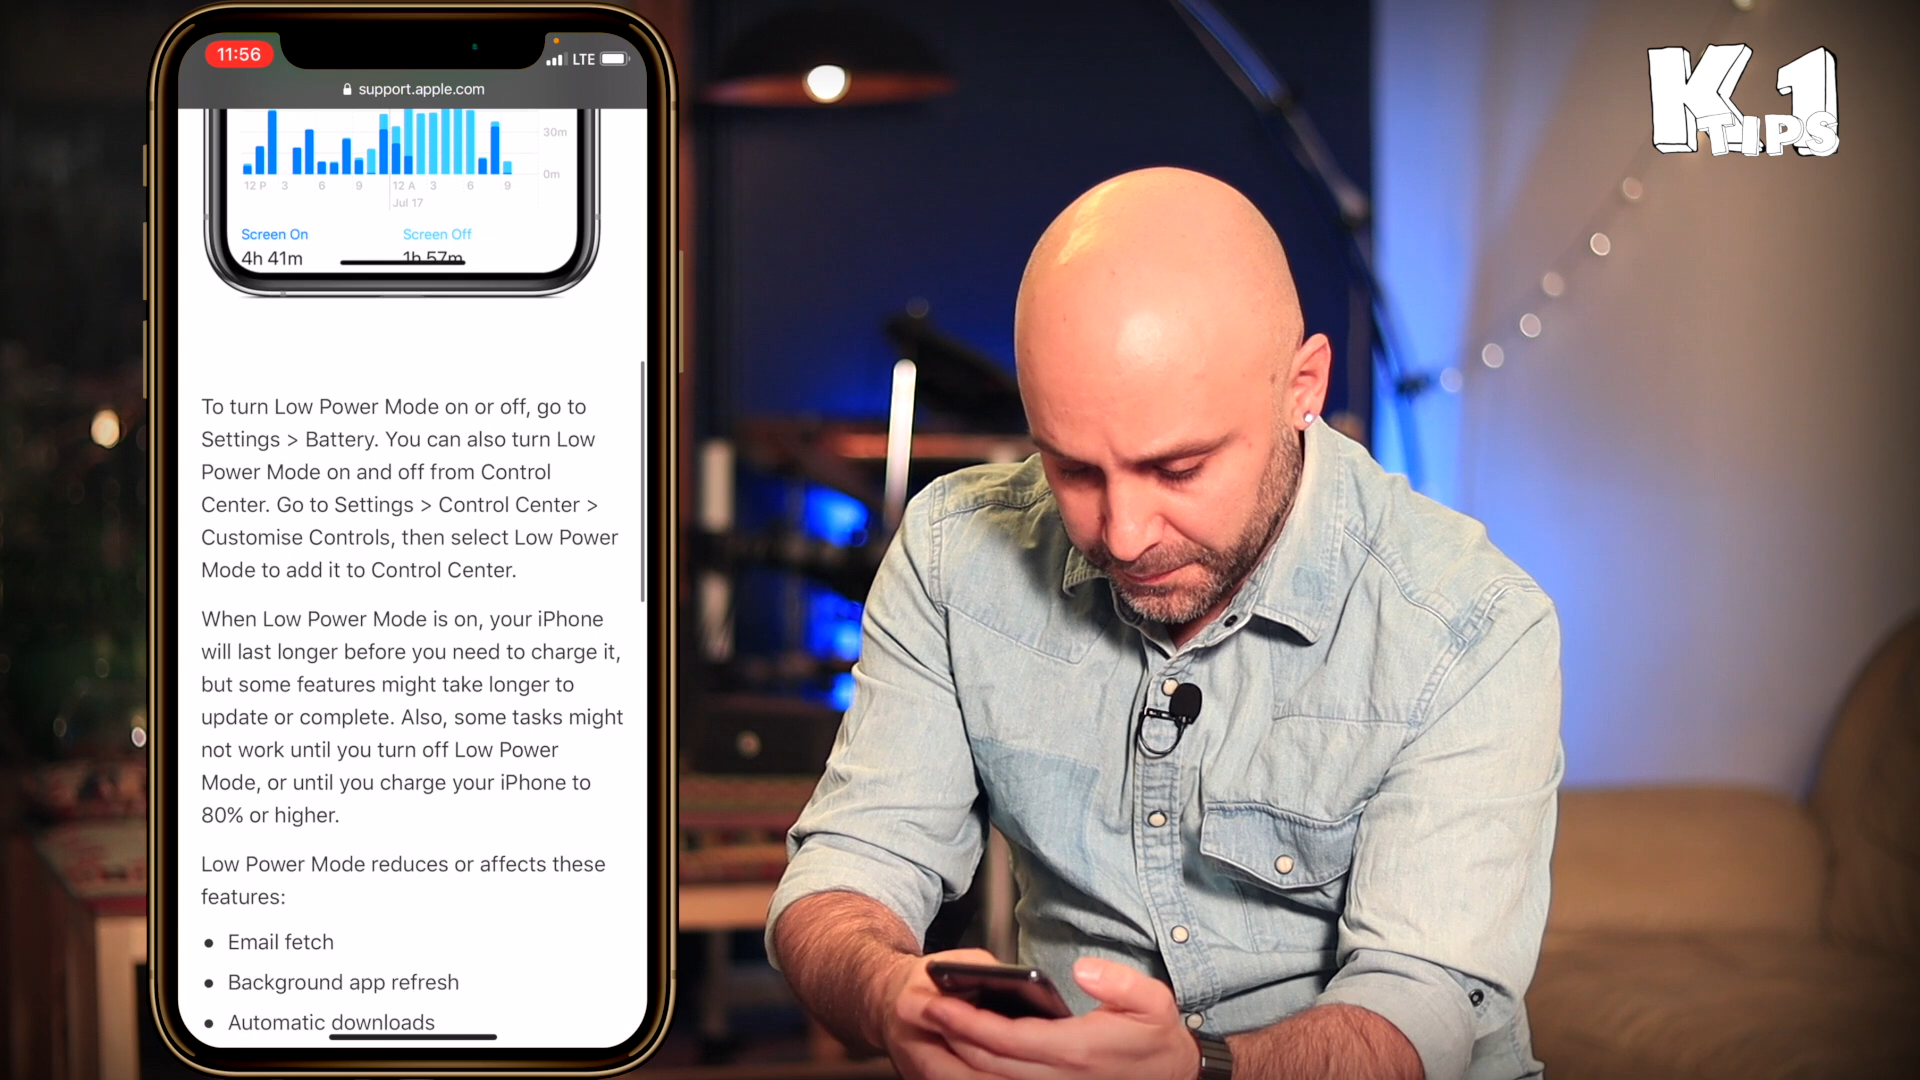 11:56
LTE
support.apple.com
30m
0m
12 P 3 6 9 12 A 3 6 9
Jul 17
Screen On Screen Off
4h 41m 1h 57m
To turn Low Power Mode on or off, go to
Settings > Battery. You can also turn Low
Power Mode on and off from Control
Center. Go to Settings > Control Center >
Customise Controls, then select Low Power
Mode to add it to Control Center.
When Low Power Mode is on, your iPhone
will last longer before you need to charge it,
but some features might take longer to
update or complete. Also, some tasks might
not work until you turn off Low Power
Mode, or until you charge your iPhone to
80% or higher.
Low Power Mode reduces or affects these
features:
• Email fetch
• Background app refresh
• Automatic downloads
K1
TIPS